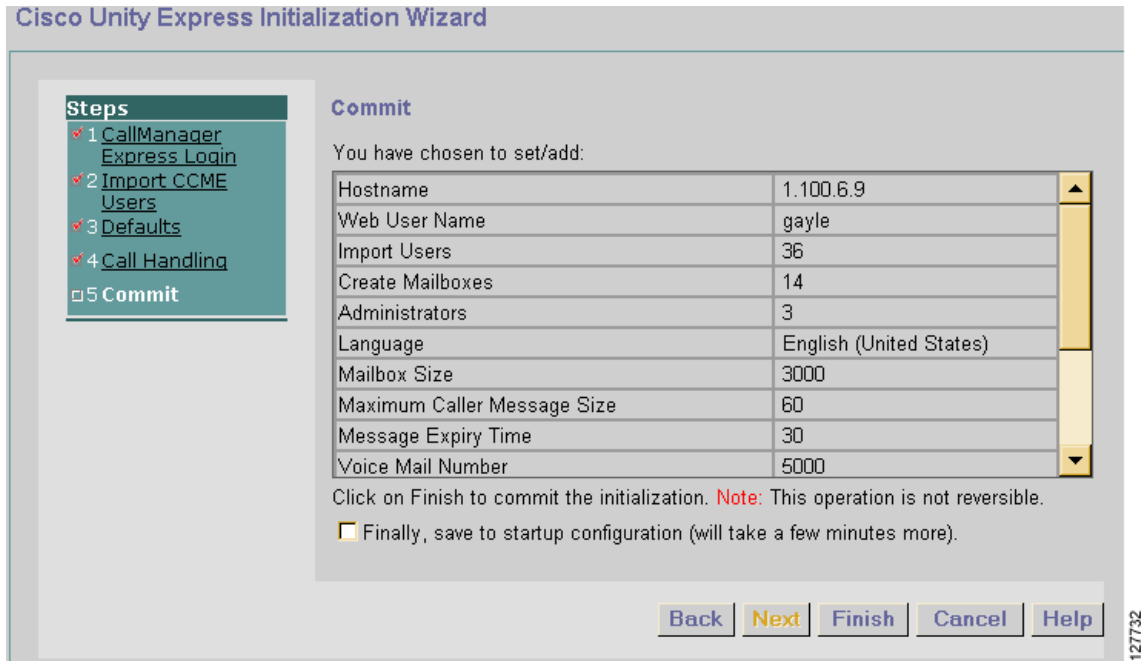 Cisco Unity Express Initialization Wizard
Steps
1 CallManager
Express Login
2 Import CCME
Users
3 Defaults
4 Call Handling
5 Commit
Commit
You have chosen to set/add:
Hostname 1.100.6.9
Web User Name gayle
Import Users 36
Create Mailboxes 14
Administrators 3
Language English (United States)
Mailbox Size 3000
Maximum Caller Message Size 60
Message Expiry Time 30
Voice Mail Number 5000
Click on Finish to commit the initialization. Note: This operation is not reversible.
Finally, save to startup configuration (will take a few minutes more).
Back Next Finish Cancel Help
127732